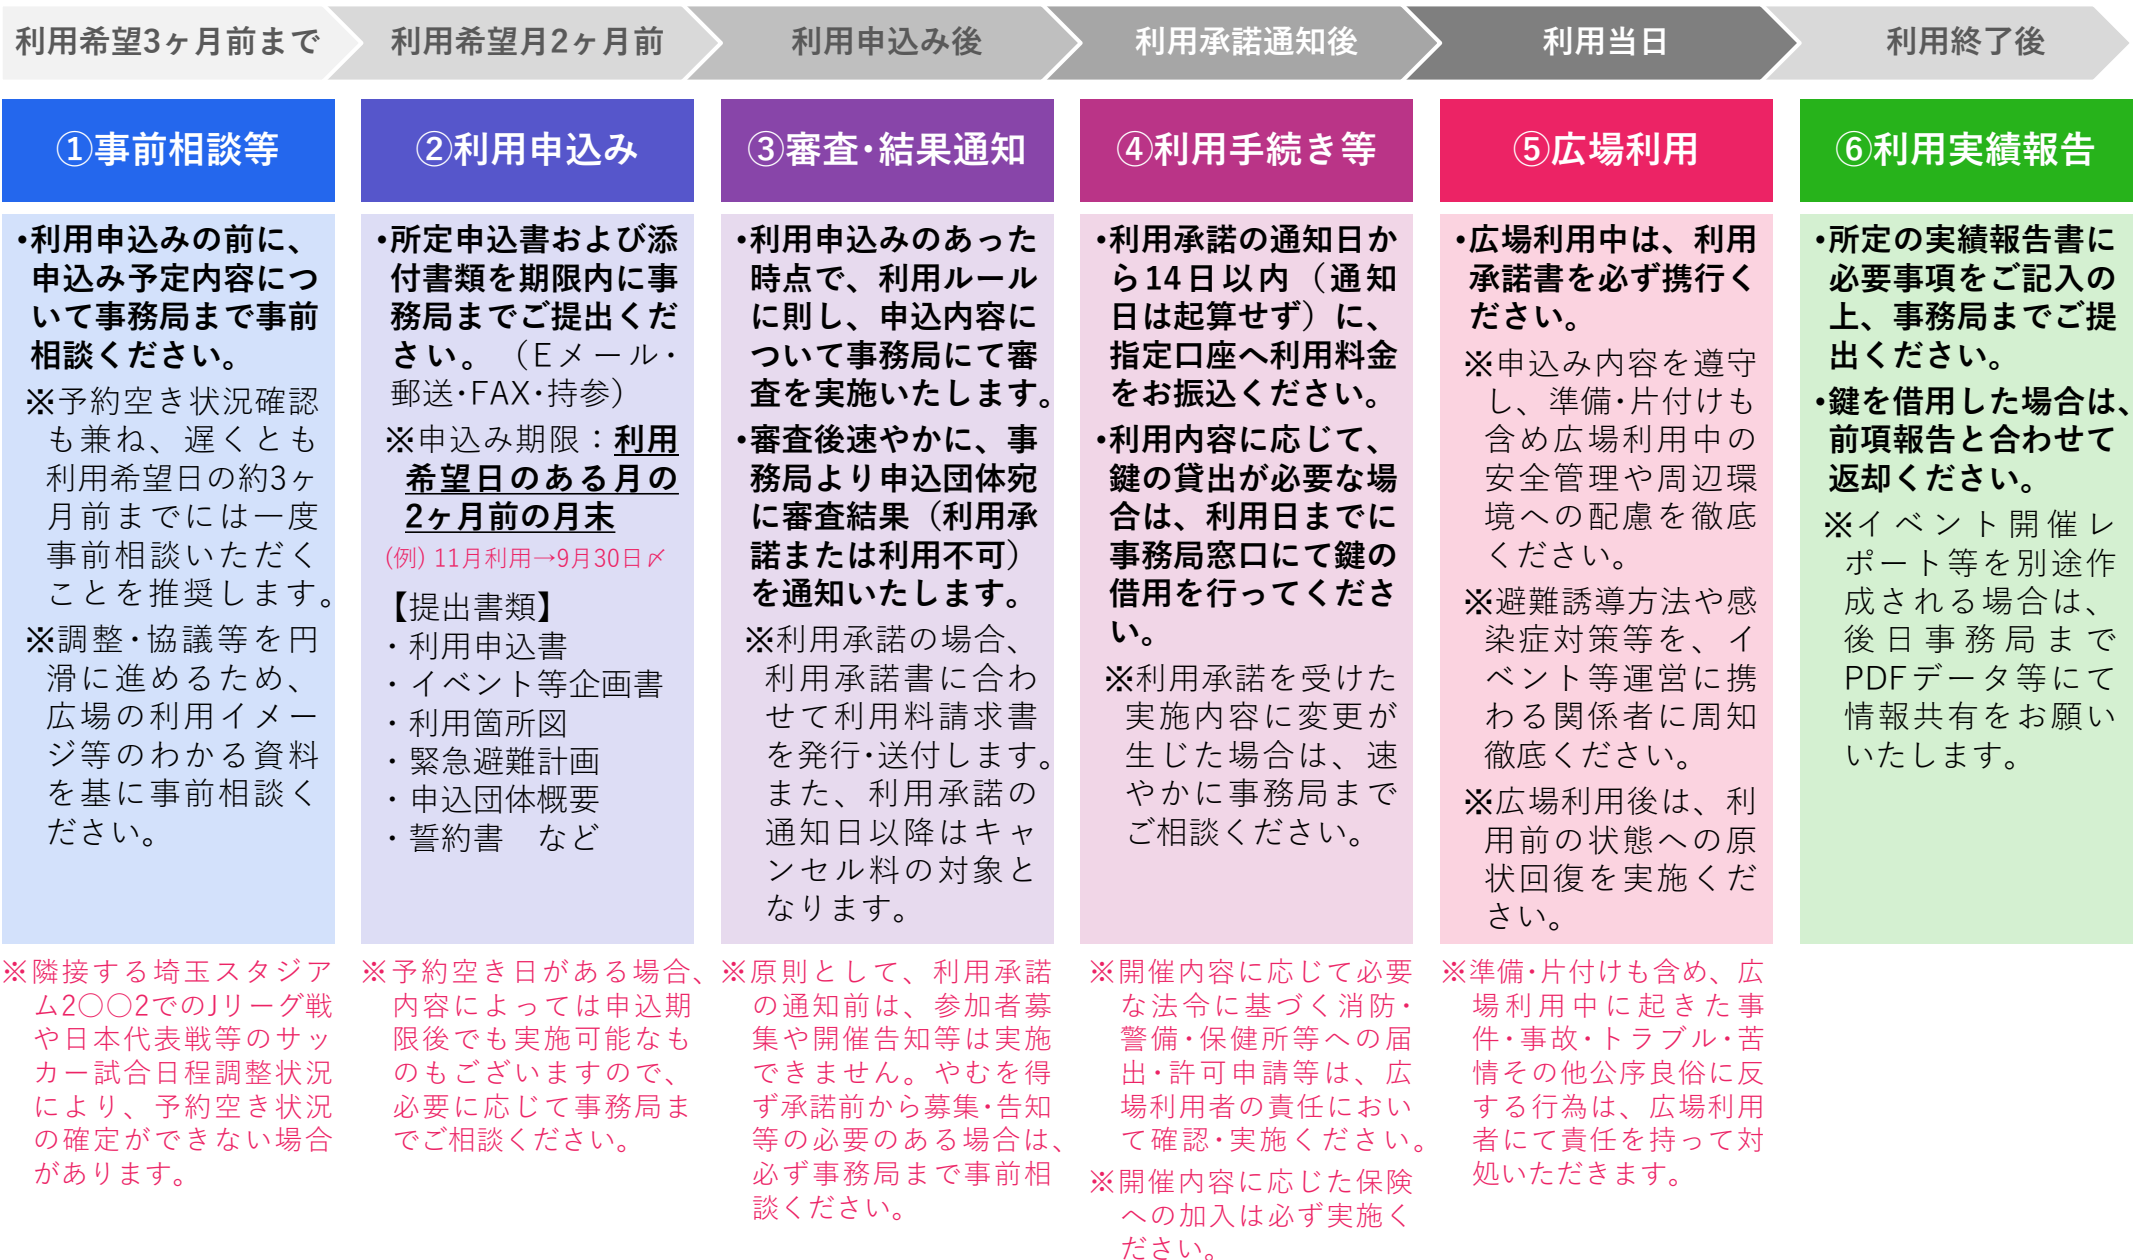 利用希望3ヶ月前まで
利用希望月2ヶ月前
利用申込み後
利用承諾通知後
利用当日
利用終了後
①事前相談等
•利用申込みの前に、
申込み予定内容につ
いて事務局まで事前
相談ください。
※予約空き状況確認
も兼ね、遅くとも
利用希望日の約3ヶ
月前までには一度
事前相談いただく
ことを推奨します。
※調整・協議等を円
滑に進めるため、
広場の利用イメー
ジ等のわかる資料
を基に事前相談く
ださい。
※隣接する埼玉スタジア
ム2○○2でのJリーグ戦
や日本代表戦等のサッ
カー試合日程調整状況
により、予約空き状況
の確定ができない場合
があります。
②利用申込み
•所定申込書および添
付書類を期限内に事
務局までご提出くだ
さい。（Eメール・
郵送・FAX・持参）
※申込み期限：利用
希望日のある月の
2ヶ月前の月末
(例) 11月利用→9月30日〆
【提出書類】
・利用申込書
・イベント等企画書
・利用箇所図
・緊急避難計画
・申込団体概要
・誓約書　など
※予約空き日がある場合、
内容によっては申込期
限後でも実施可能なも
のもございますので、
必要に応じて事務局ま
でご相談ください。
③審査・結果通知
•利用申込みのあった
時点で、利用ルール
に則し、申込内容に
ついて事務局にて審
査を実施いたします。
•審査後速やかに、事
務局より申込団体宛
に審査結果（利用承
諾または利用不可）
を通知いたします。
※利用承諾の場合、
利用承諾書に合わ
せて利用料請求書
を発行・送付します。
また、利用承諾の
通知日以降はキャ
ンセル料の対象と
なります。
※原則として、利用承諾
の通知前は、参加者募
集や開催告知等は実施
できません。やむを得
ず承諾前から募集・告知
等の必要のある場合は、
必ず事務局まで事前相
談ください。
④利用手続き等
•利用承諾の通知日か
ら14日以内（通知
日は起算せず）に、
指定口座へ利用料金
をお振込ください。
•利用内容に応じて、
鍵の貸出が必要な場
合は、利用日までに
事務局窓口にて鍵の
借用を行ってくださ
い。
※利用承諾を受けた
実施内容に変更が
生じた場合は、速
やかに事務局まで
ご相談ください。
※開催内容に応じて必要
な法令に基づく消防・
警備・保健所等への届
出・許可申請等は、広
場利用者の責任におい
て確認・実施ください。
※開催内容に応じた保険
への加入は必ず実施く
ださい。
⑤広場利用
•広場利用中は、利用
承諾書を必ず携行く
ださい。
※申込み内容を遵守
し、準備・片付けも
含め広場利用中の
安全管理や周辺環
境への配慮を徹底
ください。
※避難誘導方法や感
染症対策等を、イ
ベント等運営に携
わる関係者に周知
徹底ください。
※広場利用後は、利
用前の状態への原
状回復を実施くだ
さい。
※準備・片付けも含め、広
場利用中に起きた事
件・事故・トラブル・苦
情その他公序良俗に反
する行為は、広場利用
者にて責任を持って対
処いただきます。
⑥利用実績報告
•所定の実績報告書に
必要事項をご記入の
上、事務局までご提
出ください。
•鍵を借用した場合は、
前項報告と合わせて
返却ください。
※イベント開催レ
ポート等を別途作
成される場合は、
後日事務局まで
PDFデータ等にて
情報共有をお願い
いたします。